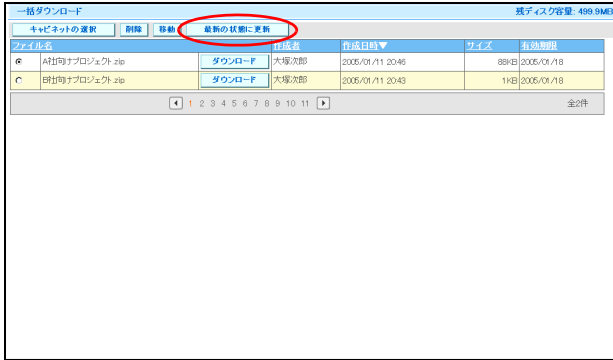 一括ダウンロード 残ディスク容量: 499.9MB
キャビネットの選択 削除 移動 最新の状態に更新
ファイル名 作成者 作成日時▼ サイズ 有効期限
A社向けプロジェクト.zip ダウンロード 大塚次郎 2005/01/11 20:46 88KB 2005/01/18
B社向けプロジェクト.zip ダウンロード 大塚次郎 2005/01/11 20:43 1KB 2005/01/18
1 2 3 4 5 6 7 8 9 10 11 全2件